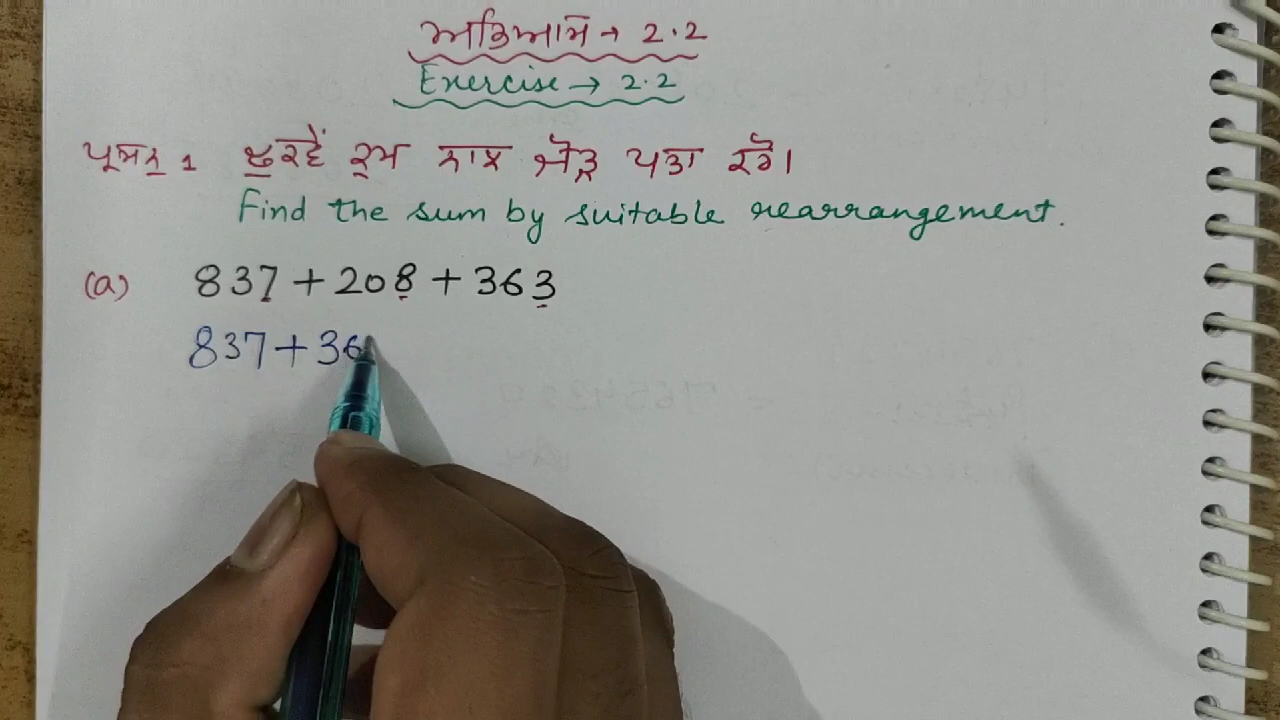 ਅਭਿਆਸ → 2.2
Exercise → 2.2
ਪ੍ਰਸ਼ਨ 1 ਢੁਕਵੇਂ ਕ੍ਰਮ ਨਾਲ ਜੋੜ ਪਤਾ ਕਰੋ।
Find the sum by suitable rearrangement.
(a) 837 + 208 + 363
837 + 36